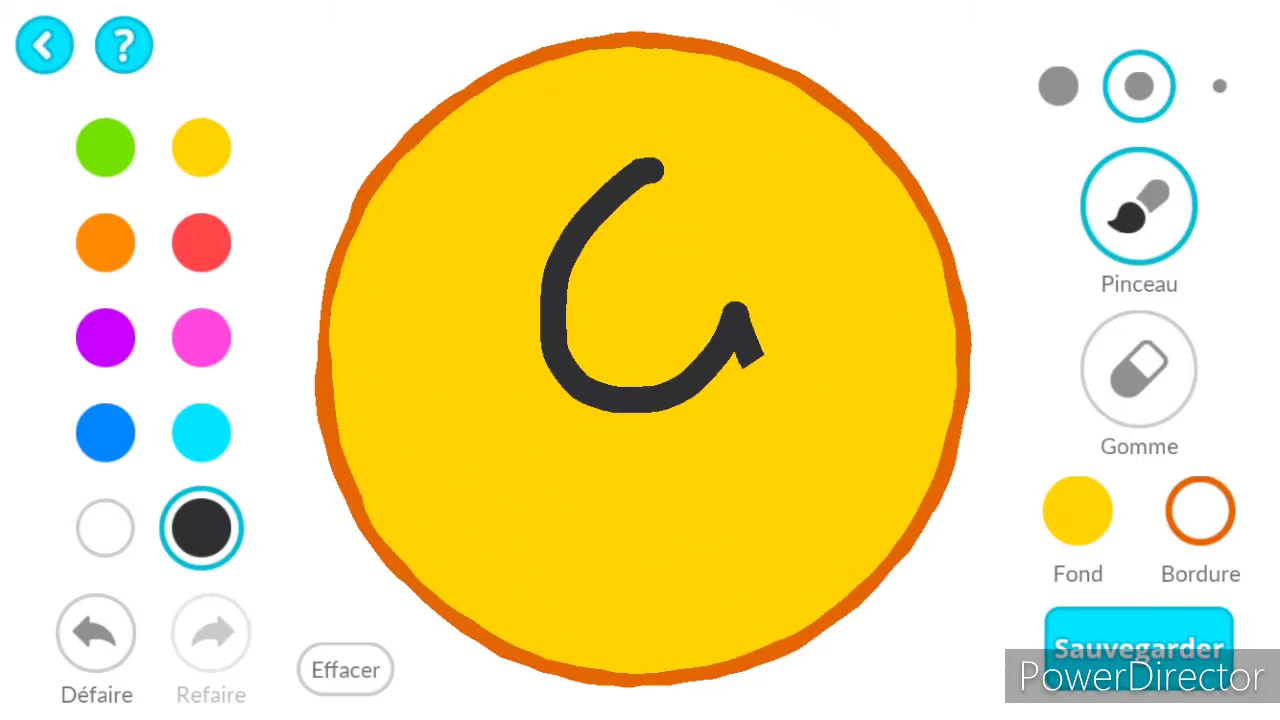 ?
Pinceau
Gomme
Fond Bordure
Défaire Refaire
Effacer
Sauvegarder
PowerDirector